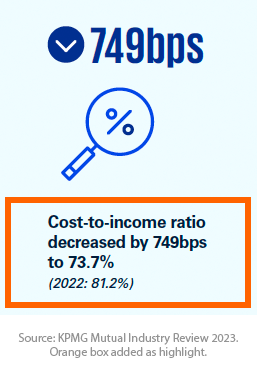 749bps
%
Cost-to-income ratio
decreased by 749bps
to 73.7%
(2022: 81.2%)
Source: KPMG Mutual Industry Review 2023.
Orange box added as highlight.